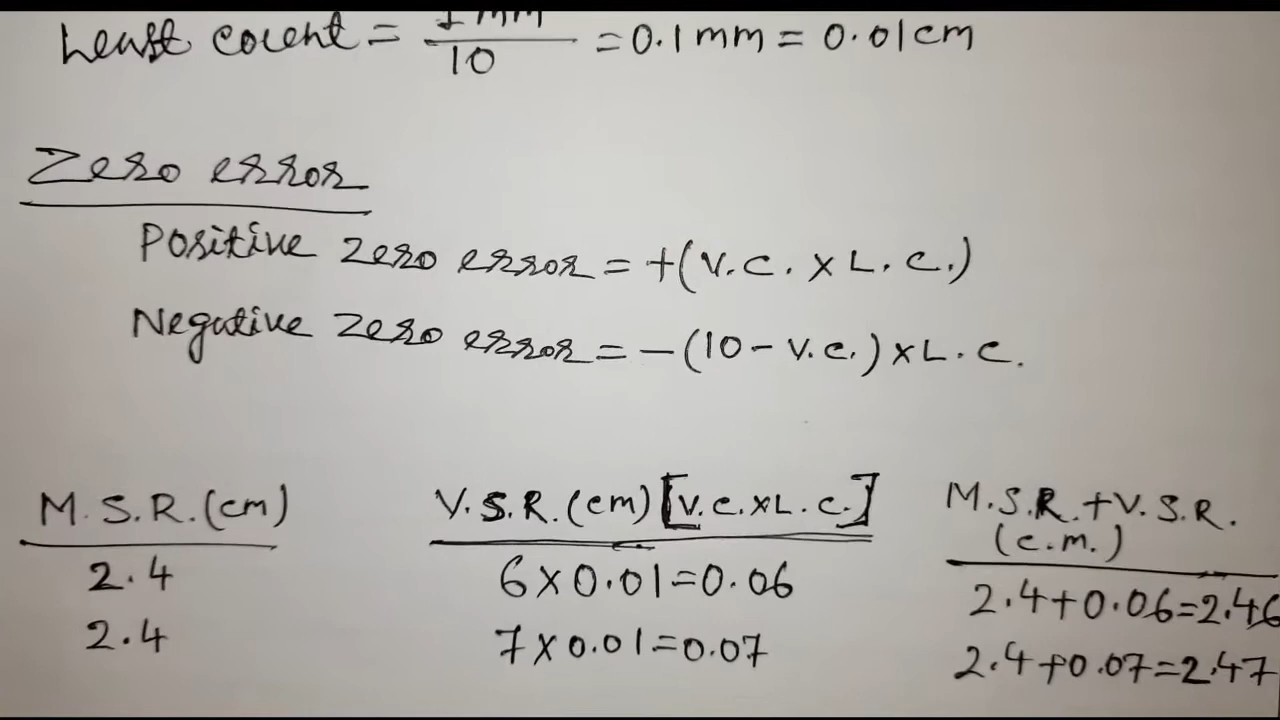 Least count = 1 mm / 10 = 0.1 mm = 0.01 cm
Zero error
Positive zero error = +(V.C. x L.C.)
Negative zero error = -(10 - V.C.) x L.C.
M.S.R. (cm) V.S.R. (cm) [V.C. x L.C.] M.S.R. + V.S.R. (c.m.)
2.4 6 x 0.01 = 0.06 2.4 + 0.06 = 2.46
2.4 7 x 0.01 = 0.07 2.4 + 0.07 = 2.47